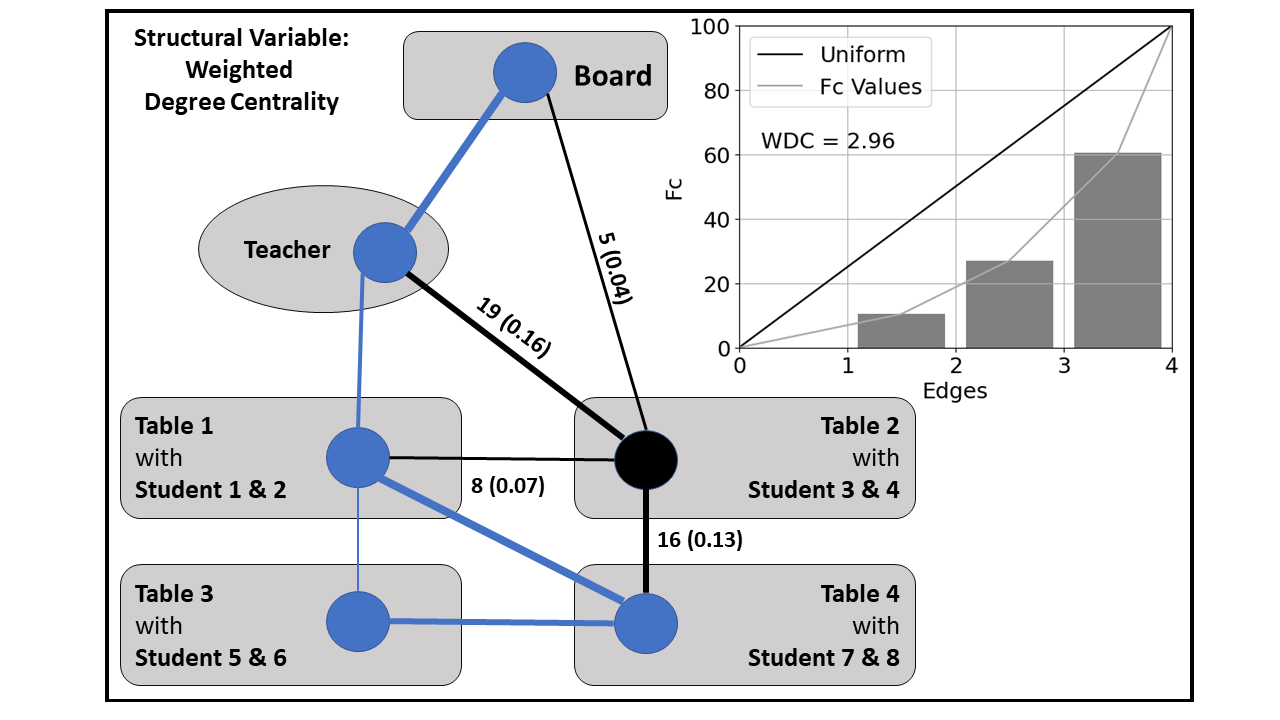 Structural Variable:
Weighted
Degree Centrality
Board
Teacher
5 (0.04)
19 (0.16)
Table 1
with
Student 1 & 2
8 (0.07)
Table 2
with
Student 3 & 4
16 (0.13)
Table 3
with
Student 5 & 6
Table 4
with
Student 7 & 8
Uniform
Fc Values
WDC = 2.96
Fc
100
80
60
40
20
0
0 1 2 3 4
Edges